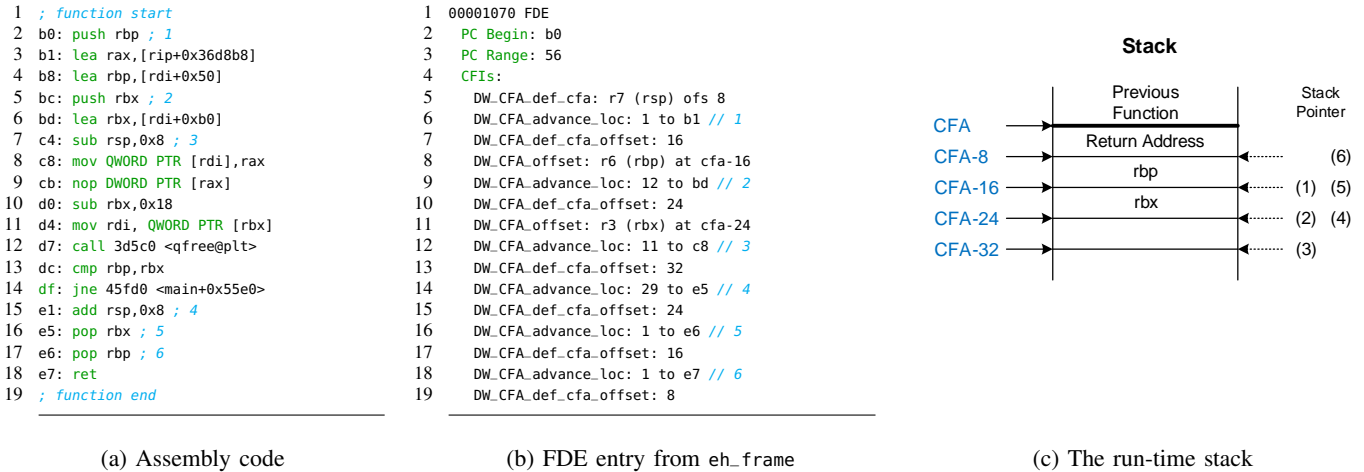 1 ; function start
2 b0: push rbp ; 1
3 b1: lea rax,[rip+0x36d8b8]
4 b8: lea rbp,[rdi+0x50]
5 bc: push rbx ; 2
6 bd: lea rbx,[rdi+0xb0]
7 c4: sub rsp,0x8 ; 3
8 c8: mov QWORD PTR [rdi],rax
9 cb: nop DWORD PTR [rax]
10 d0: sub rbx,0x18
11 d4: mov rdi, QWORD PTR [rbx]
12 d7: call 3d5c0 <qfree@plt>
13 dc: cmp rbp,rbx
14 df: jne 45fd0 <main+0x55e0>
15 e1: add rsp,0x8 ; 4
16 e5: pop rbx ; 5
17 e6: pop rbp ; 6
18 e7: ret
19 ; function end
(a) Assembly code
1 00001070 FDE
2 PC Begin: b0
3 PC Range: 56
4 CFIs:
5 DW_CFA_def_cfa: r7 (rsp) ofs 8
6 DW_CFA_advance_loc: 1 to b1 // 1
7 DW_CFA_def_cfa_offset: 16
8 DW_CFA_offset: r6 (rbp) at cfa-16
9 DW_CFA_advance_loc: 12 to bd // 2
10 DW_CFA_def_cfa_offset: 24
11 DW_CFA_offset: r3 (rbx) at cfa-24
12 DW_CFA_advance_loc: 11 to c8 // 3
13 DW_CFA_def_cfa_offset: 32
14 DW_CFA_advance_loc: 29 to e5 // 4
15 DW_CFA_def_cfa_offset: 24
16 DW_CFA_advance_loc: 1 to e6 // 5
17 DW_CFA_def_cfa_offset: 16
18 DW_CFA_advance_loc: 1 to e7 // 6
19 DW_CFA_def_cfa_offset: 8
(b) FDE entry from eh_frame
Stack
Previous
Function
Stack
Pointer
CFA
Return Address
CFA-8 (6)
rbp
CFA-16 (1) (5)
rbx
CFA-24 (2) (4)
CFA-32 (3)
(c) The run-time stack